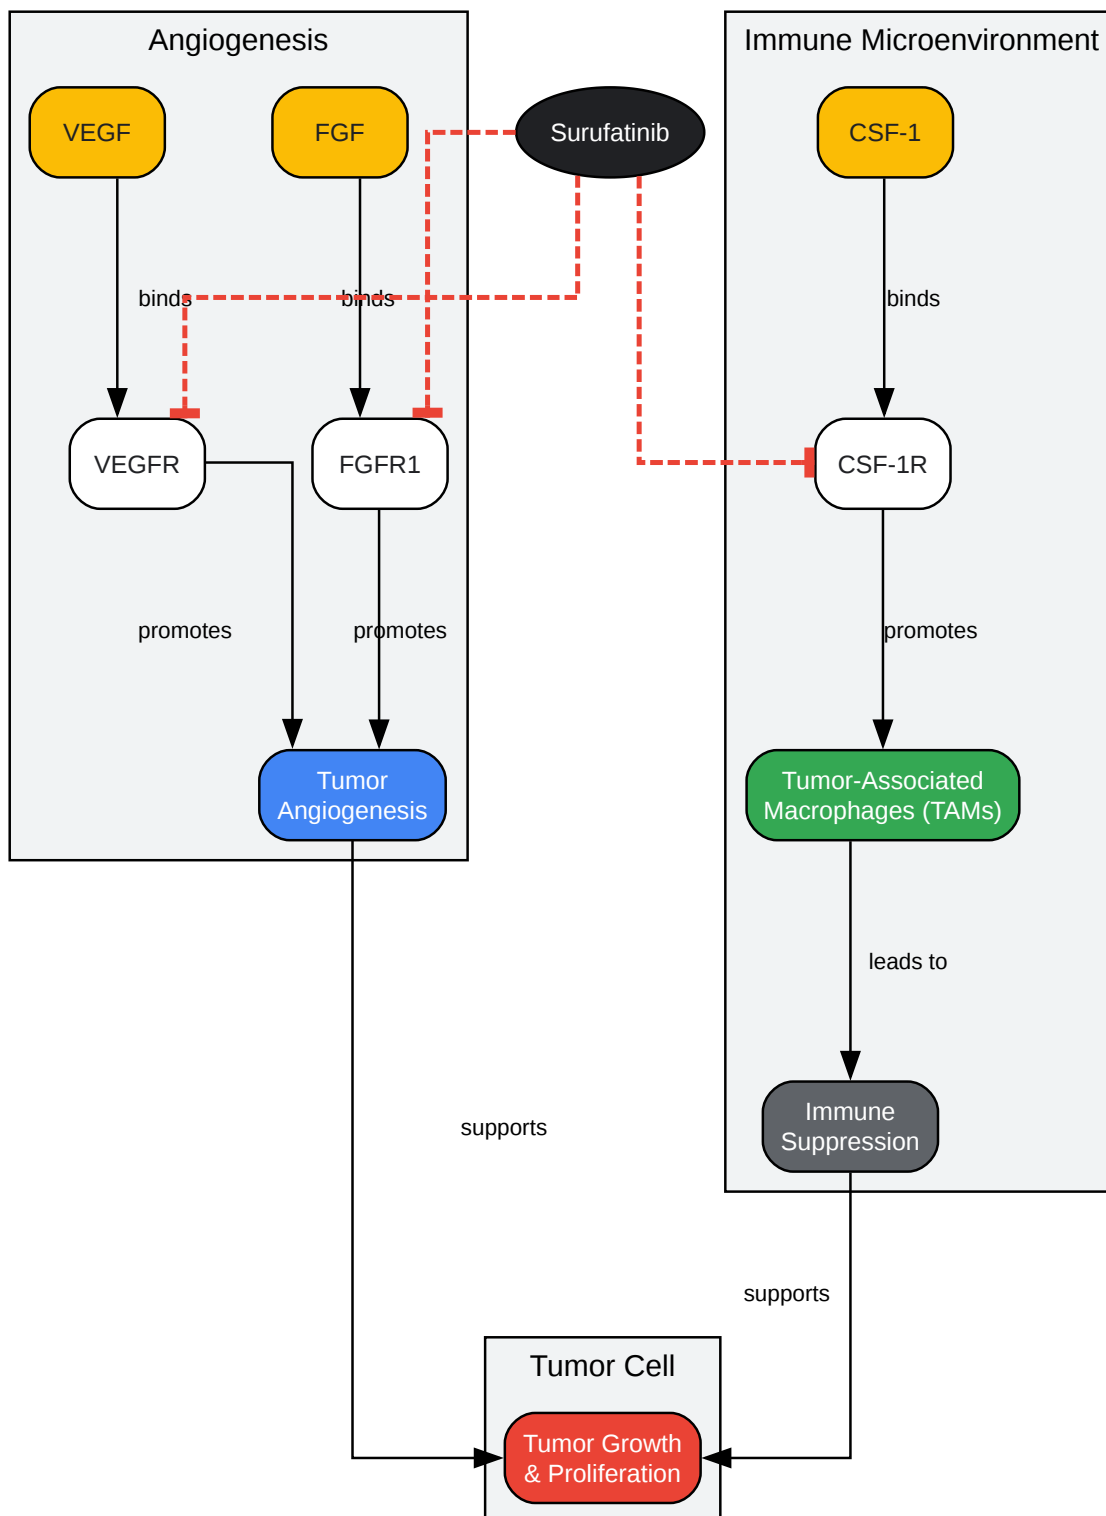 Angiogenesis
Immune Microenvironment
VEGF
FGF
Surufatinib
CSF-1
binds
binds
binds
VEGFR
FGFR1
CSF-1R
promotes
promotes
promotes
Tumor
Angiogenesis
Tumor-Associated
Macrophages (TAMs)
leads to
Immune
Suppression
supports
supports
Tumor Cell
Tumor Growth
& Proliferation